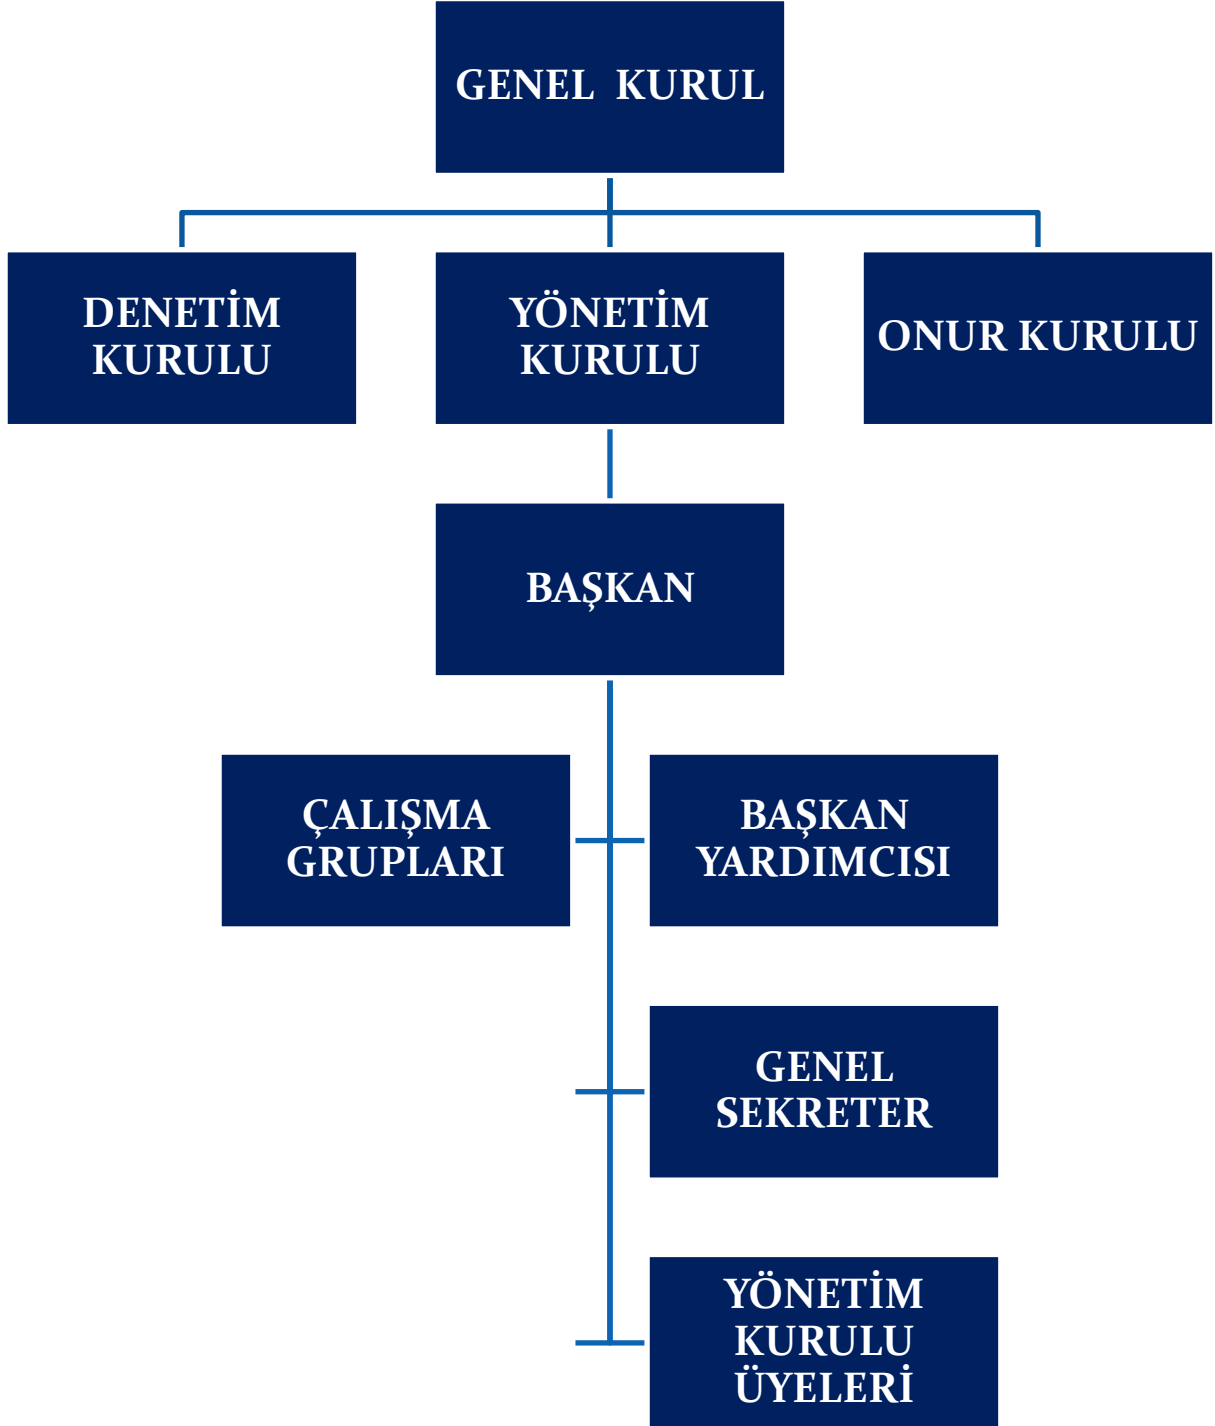 GENEL KURUL
DENETİM
KURULU
YÖNETİM
KURULU
ONUR KURULU
BAŞKAN
ÇALIŞMA
GRUPLARI
BAŞKAN
YARDIMCISI
GENEL
SEKRETER
YÖNETİM
KURULU
ÜYELERİ